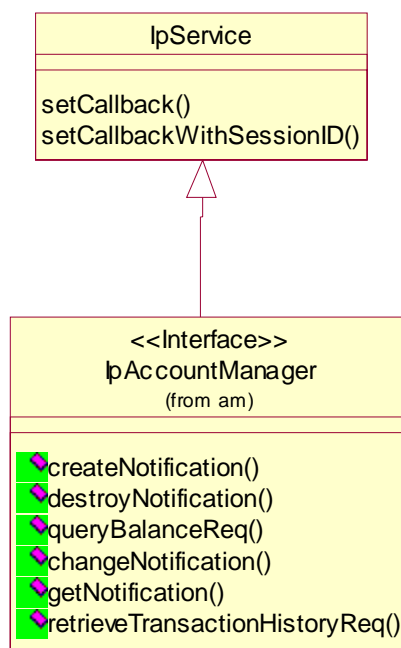 IpService
setCallback()
setCallbackWithSessionID()
<<Interface>>
IpAccountManager
(from am)
createNotification()
destroyNotification()
queryBalanceReq()
changeNotification()
getNotification()
retrieveTransactionHistoryReq()